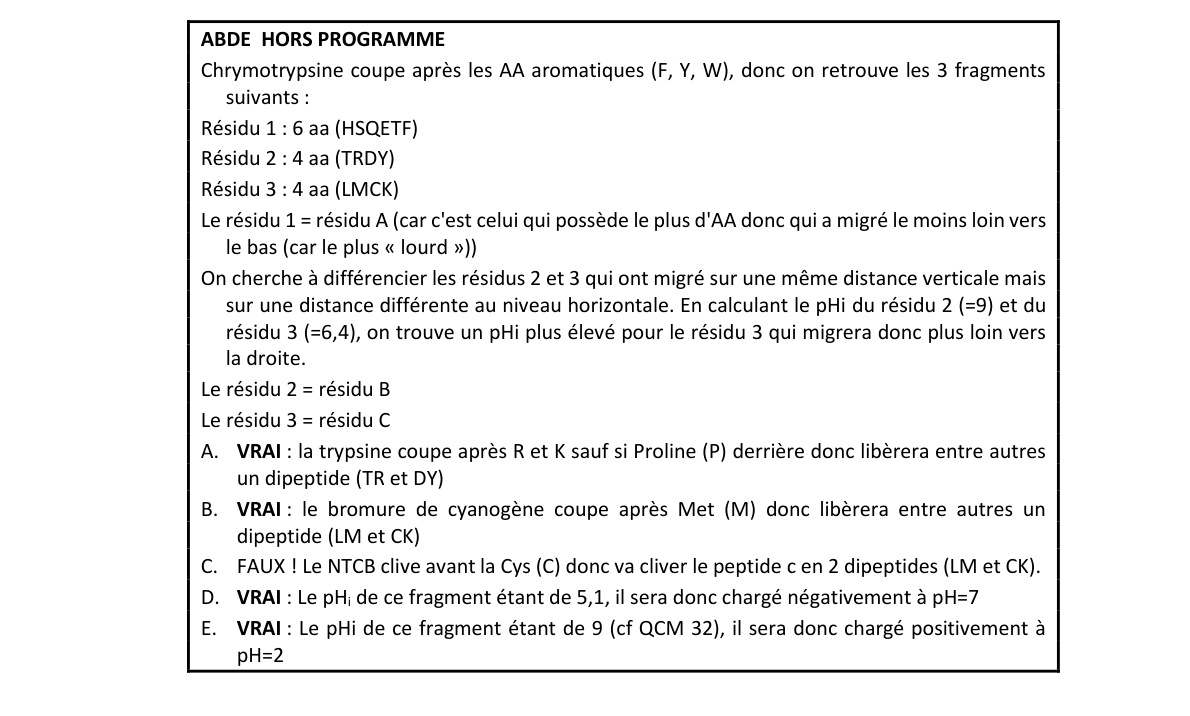 ABDE  HORS PROGRAMME
Chrymotrypsine coupe après les AA aromatiques (F, Y, W), donc on retrouve les 3 fragments
suivants :
Résidu 1 : 6 aa (HSQETF)
Résidu 2 : 4 aa (TRDY)
Résidu 3 : 4 aa (LMCK)
Le résidu 1 = résidu A (car c'est celui qui possède le plus d'AA donc qui a migré le moins loin vers
le bas (car le plus « lourd »))
On cherche à différencier les résidus 2 et 3 qui ont migré sur une même distance verticale mais
sur une distance différente au niveau horizontale. En calculant le pHi du résidu 2 (=9) et du
résidu 3 (=6,4), on trouve un pHi plus élevé pour le résidu 3 qui migrera donc plus loin vers
la droite.
Le résidu 2 = résidu B
Le résidu 3 = résidu C
A. VRAI : la trypsine coupe après R et K sauf si Proline (P) derrière donc libèrera entre autres
un dipeptide (TR et DY)
B. VRAI : le bromure de cyanogène coupe après Met (M) donc libèrera entre autres un
dipeptide (LM et CK)
C. FAUX ! Le NTCB clive avant la Cys (C) donc va cliver le peptide c en 2 dipeptides (LM et CK).
D. VRAI : Le pHᵢ de ce fragment étant de 5,1, il sera donc chargé négativement à pH=7
E. VRAI : Le pHi de ce fragment étant de 9 (cf QCM 32), il sera donc chargé positivement à
pH=2